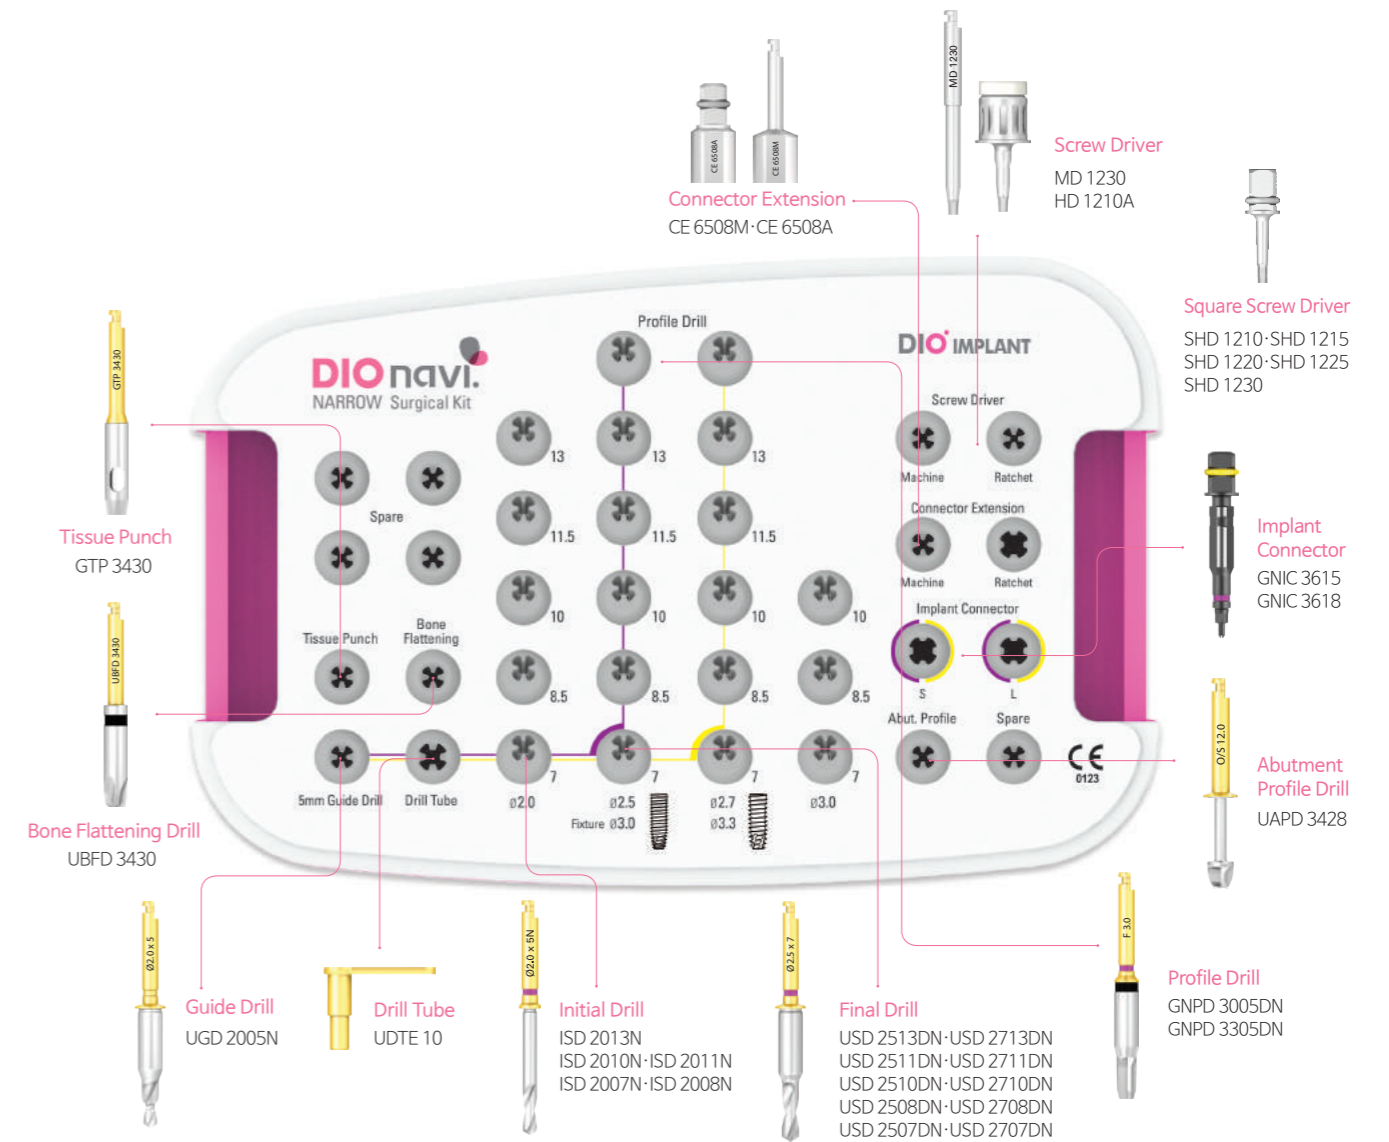 MD 1230
CE 6508A
CE 6508M
Screw Driver
MD 1230
HD 1210A
Connector Extension
CE 6508M·CE 6508A
Square Screw Driver
SHD 1210·SHD 1215
SHD 1220·SHD 1225
SHD 1230
GTP 3430
Tissue Punch
GTP 3430
UBFD 3430
Bone Flattening Drill
UBFD 3430
DIO navi.
NARROW Surgical Kit
Profile Drill
DIO IMPLANT
Screw Driver
Machine
Ratchet
Connector Extension
Machine
Ratchet
Implant Connector
S
L
Abut. Profile
Spare
CE
0123
Spare
Tissue Punch
Bone
Flattening
13
13
13
11.5
11.5
11.5
10
10
10
10
8.5
8.5
8.5
8.5
7
7
7
7
5mm Guide Drill
Drill Tube
ø2.0
ø2.5
ø2.7
ø3.0
Fixture ø3.0
ø3.3
Implant
Connector
GNIC 3615
GNIC 3618
O/S 12.0
Abutment
Profile Drill
UAPD 3428
Ø2.0 x 5
Guide Drill
UGD 2005N
Drill Tube
UDTE 10
Ø2.0 x 5N
Initial Drill
ISD 2013N
ISD 2010N·ISD 2011N
ISD 2007N·ISD 2008N
Ø2.5 x 7
Final Drill
USD 2513DN·USD 2713DN
USD 2511DN·USD 2711DN
USD 2510DN·USD 2710DN
USD 2508DN·USD 2708DN
USD 2507DN·USD 2707DN
F 3.0
Profile Drill
GNPD 3005DN
GNPD 3305DN